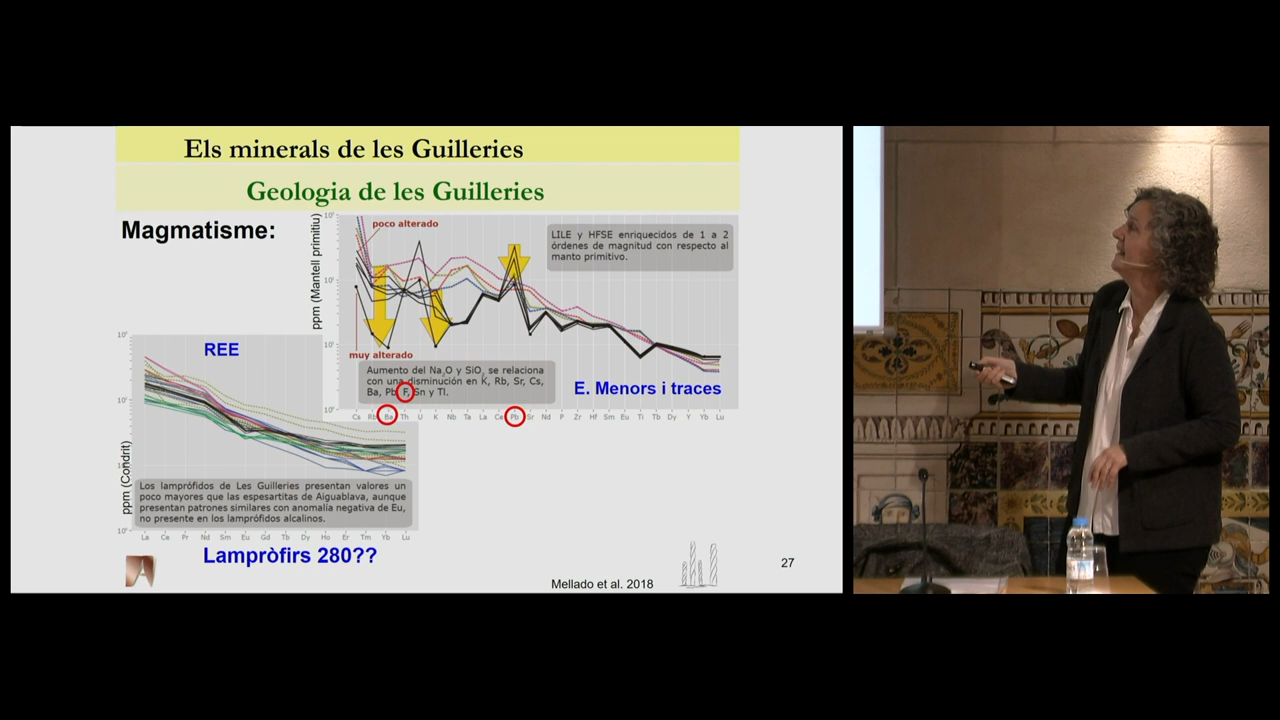 Els minerals de les Guilleries
Geologia de les Guilleries
Magmatisme:
ppm (Mantell primitiu)
poco alterado
LILE y HFSE enriquecidos de 1 a 2
órdenes de magnitud con respecto al
manto primitivo.
muy alterado
Aumento del Na2O y SiO2 se relaciona
con una disminución en K, Rb, Sr, Cs,
Ba, Pb, F, Sn y Tl.
E. Menors i traces
Cs Rb Ba Th U K Nb Ta La Ce Pb Sr Nd P Zr Hf Sm Eu Ti Tb Dy Y Yb Lu
REE
ppm (Condrit)
Los lamprófidos de Les Guilleries presentan valores un
poco mayores que las espesartitas de Aiguablava, aunque
presentan patrones similares con anomalía negativa de Eu,
no presente en los lamprófidos alcalinos.
La Ce Pr Nd Sm Eu Gd Tb Dy Ho Er Tm Yb Lu
Lampròfirs 280??
Mellado et al. 2018
27